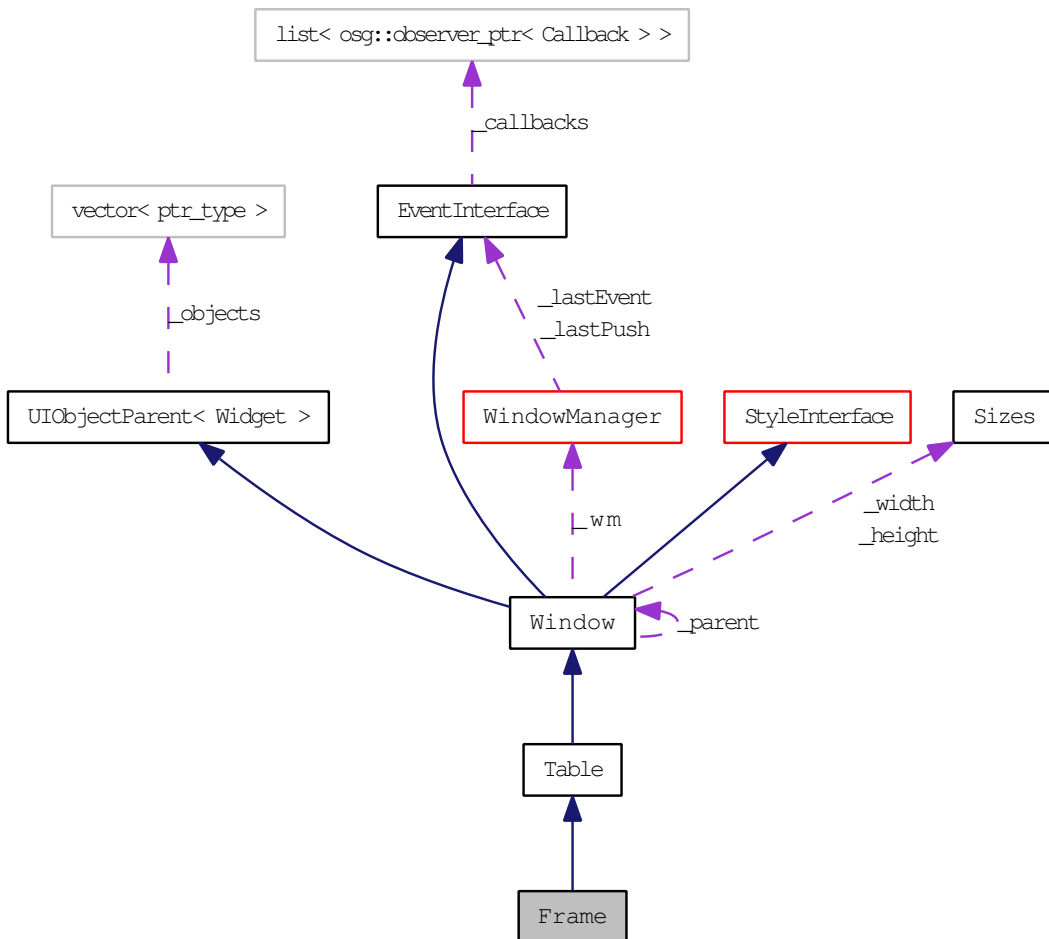 list< osg::observer_ptr< Callback > >
_callbacks
vector< ptr_type >
EventInterface
_objects
_lastEvent
_lastPush
UIObjectParent< Widget >
WindowManager
StyleInterface
Sizes
_wm
_width
_height
Window
_parent
Table
Frame